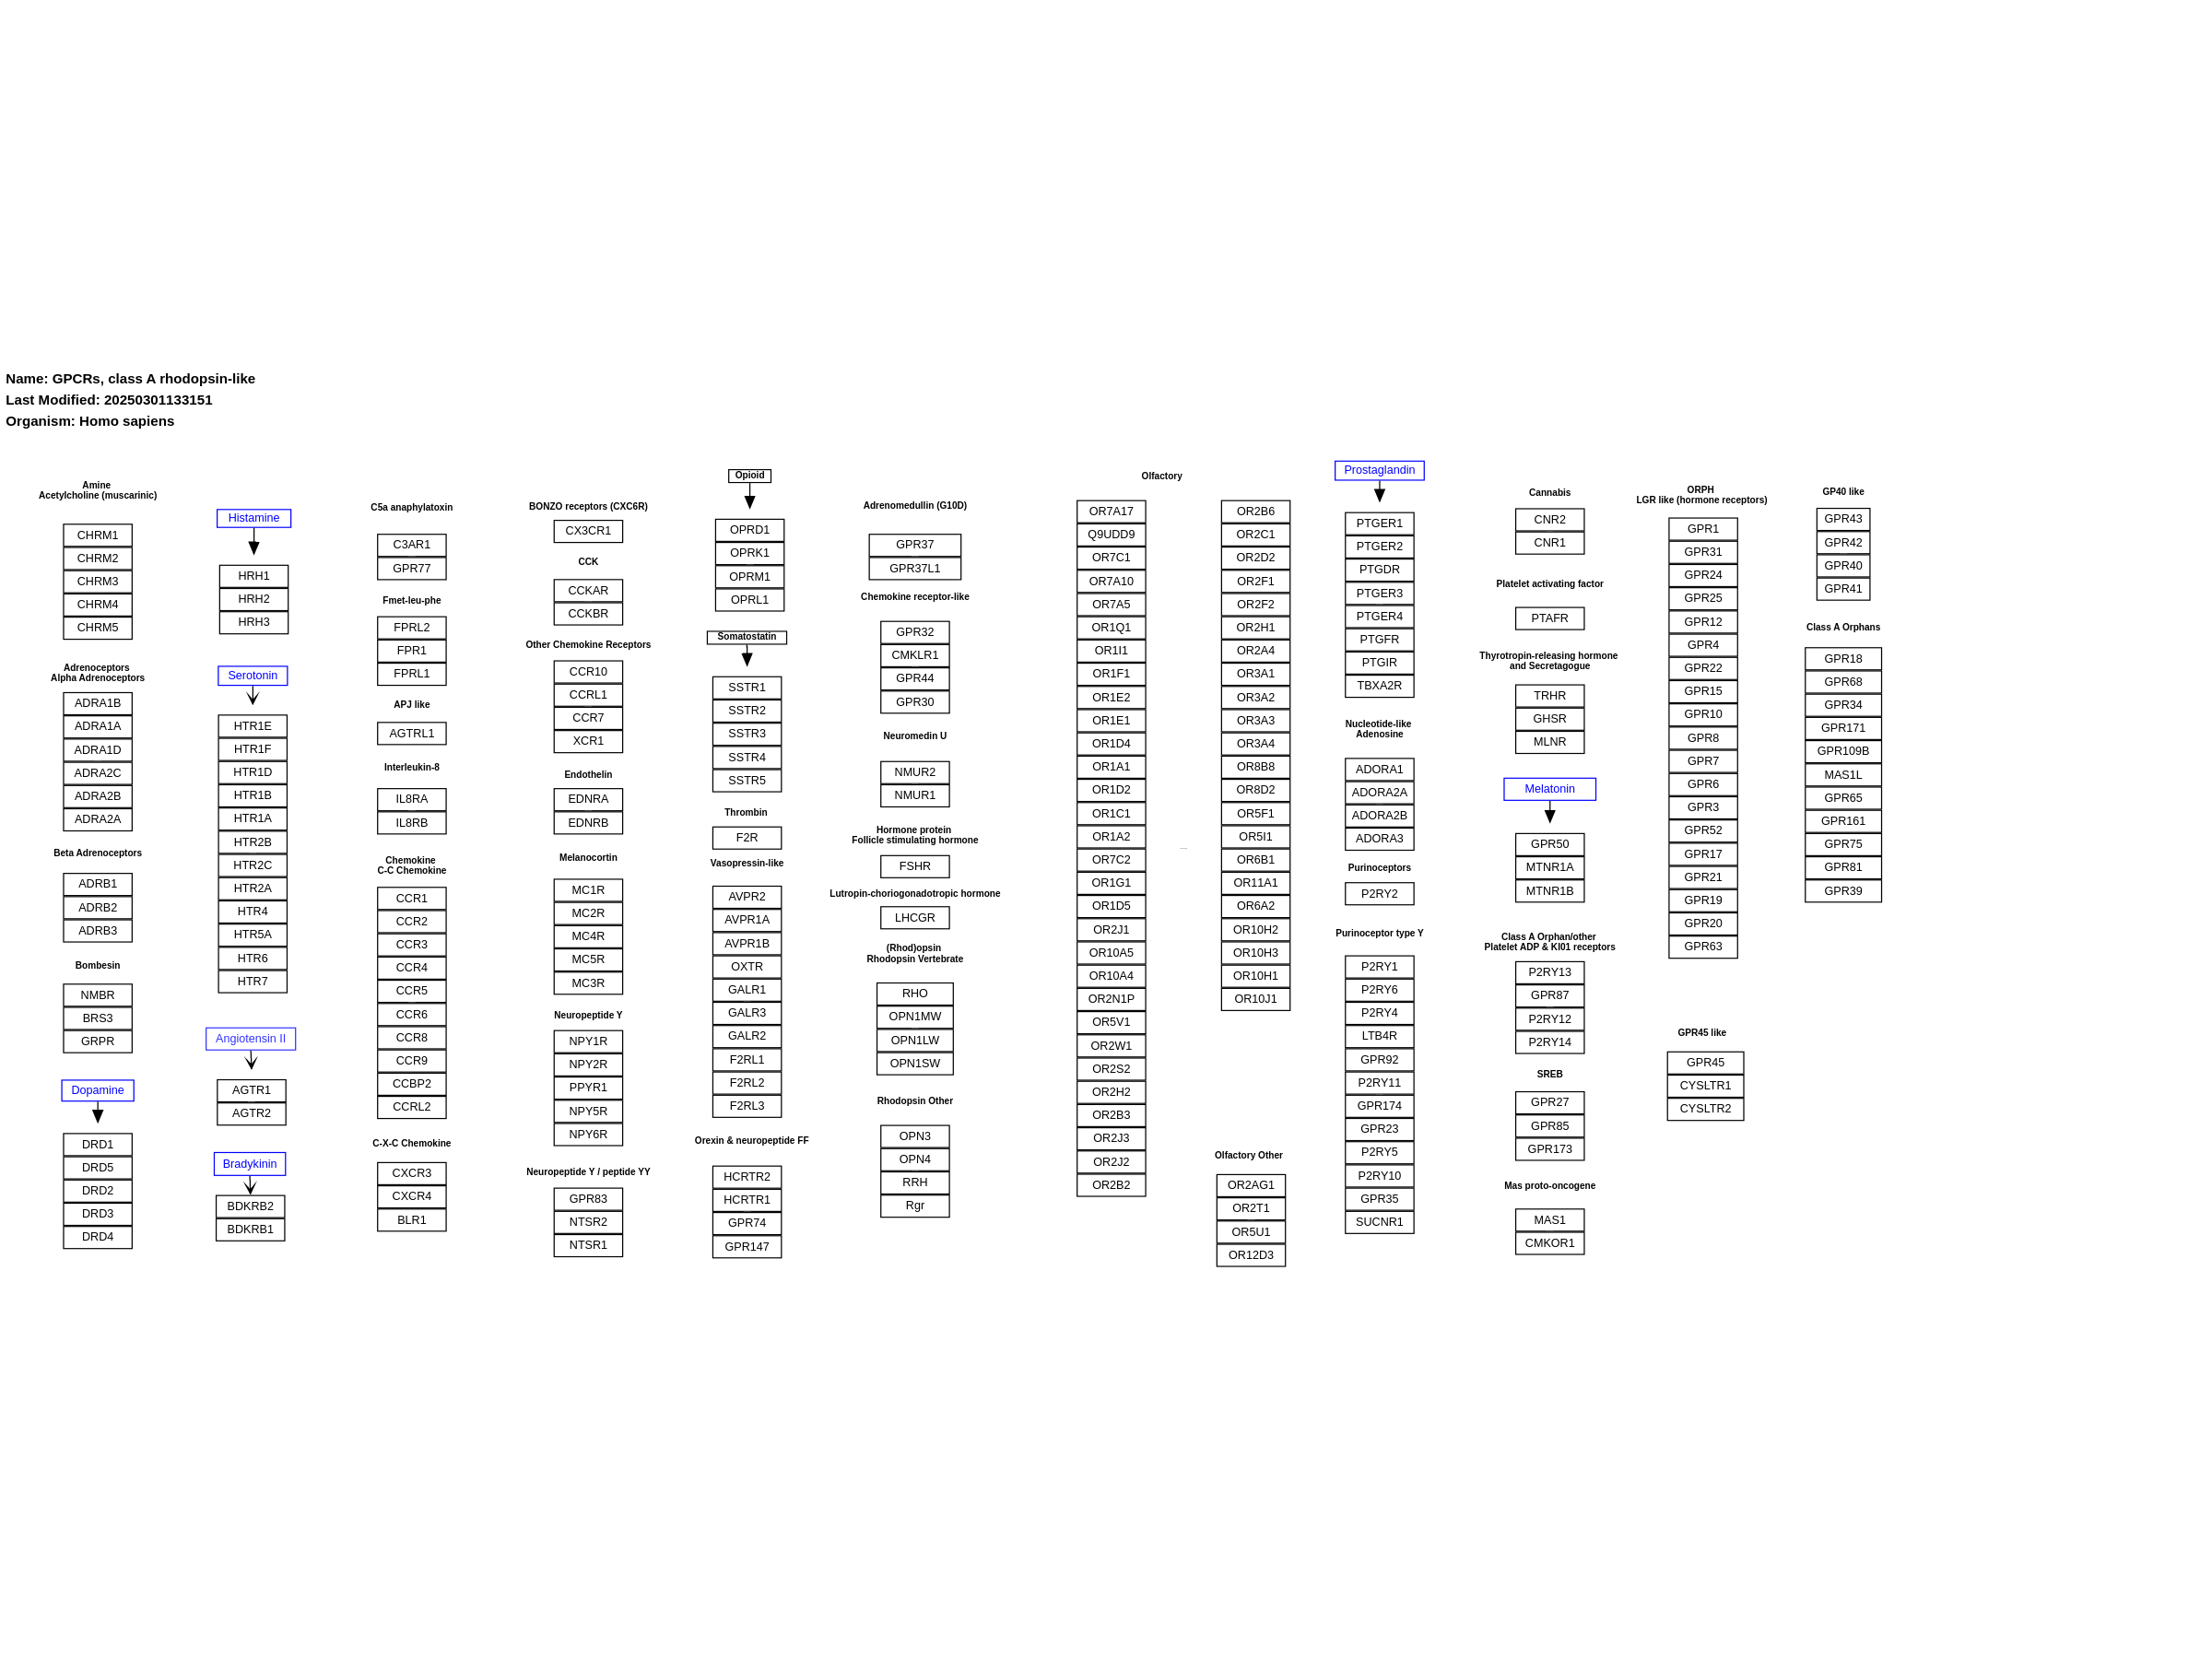 Name: GPCRs, class A rhodopsin-like
Last Modified: 20250301133151
Organism: Homo sapiens
Amine
Acetylcholine (muscarinic)
CHRM1
CHRM2
CHRM3
CHRM4
CHRM5
Adrenoceptors
Alpha Adrenoceptors
ADRA1B
ADRA1A
ADRA1D
ADRA2C
ADRA2B
ADRA2A
Beta Adrenoceptors
ADRB1
ADRB2
ADRB3
Bombesin
NMBR
BRS3
GRPR
Dopamine
DRD1
DRD5
DRD2
DRD3
DRD4
Histamine
HRH1
HRH2
HRH3
Serotonin
HTR1E
HTR1F
HTR1D
HTR1B
HTR1A
HTR2B
HTR2C
HTR2A
HTR4
HTR5A
HTR6
HTR7
Angiotensin II
AGTR1
AGTR2
Bradykinin
BDKRB2
BDKRB1
C5a anaphylatoxin
C3AR1
GPR77
Fmet-leu-phe
FPRL2
FPR1
FPRL1
APJ like
AGTRL1
Interleukin-8
IL8RA
IL8RB
Chemokine
C-C Chemokine
CCR1
CCR2
CCR3
CCR4
CCR5
CCR6
CCR8
CCR9
CCBP2
CCRL2
C-X-C Chemokine
CXCR3
CXCR4
BLR1
BONZO receptors (CXC6R)
CX3CR1
CCK
CCKAR
CCKBR
Other Chemokine Receptors
CCR10
CCRL1
CCR7
XCR1
Endothelin
EDNRA
EDNRB
Melanocortin
MC1R
MC2R
MC4R
MC5R
MC3R
Neuropeptide Y
NPY1R
NPY2R
PPYR1
NPY5R
NPY6R
Neuropeptide Y / peptide YY
GPR83
NTSR2
NTSR1
Opioid
OPRD1
OPRK1
OPRM1
OPRL1
Somatostatin
SSTR1
SSTR2
SSTR3
SSTR4
SSTR5
Thrombin
F2R
Vasopressin-like
AVPR2
AVPR1A
AVPR1B
OXTR
GALR1
GALR3
GALR2
F2RL1
F2RL2
F2RL3
Orexin & neuropeptide FF
HCRTR2
HCRTR1
GPR74
GPR147
Adrenomedullin (G10D)
GPR37
GPR37L1
Chemokine receptor-like
GPR32
CMKLR1
GPR44
GPR30
Neuromedin U
NMUR2
NMUR1
Hormone protein
Follicle stimulating hormone
FSHR
Lutropin-choriogonadotropic hormone
LHCGR
(Rhod)opsin
Rhodopsin Vertebrate
RHO
OPN1MW
OPN1LW
OPN1SW
Rhodopsin Other
OPN3
OPN4
RRH
Rgr
Olfactory
OR7A17
Q9UDD9
OR7C1
OR7A10
OR7A5
OR1Q1
OR1I1
OR1F1
OR1E2
OR1E1
OR1D4
OR1A1
OR1D2
OR1C1
OR1A2
OR7C2
OR1G1
OR1D5
OR2J1
OR10A5
OR10A4
OR2N1P
OR5V1
OR2W1
OR2S2
OR2H2
OR2B3
OR2J3
OR2J2
OR2B2
OR2B6
OR2C1
OR2D2
OR2F1
OR2F2
OR2H1
OR2A4
OR3A1
OR3A2
OR3A3
OR3A4
OR8B8
OR8D2
OR5F1
OR5I1
OR6B1
OR11A1
OR6A2
OR10H2
OR10H3
OR10H1
OR10J1
Olfactory Other
OR2AG1
OR2T1
OR5U1
OR12D3
Prostaglandin
PTGER1
PTGER2
PTGDR
PTGER3
PTGER4
PTGFR
PTGIR
TBXA2R
Nucleotide-like
Adenosine
ADORA1
ADORA2A
ADORA2B
ADORA3
Purinoceptors
P2RY2
Purinoceptor type Y
P2RY1
P2RY6
P2RY4
LTB4R
GPR92
P2RY11
GPR174
GPR23
P2RY5
P2RY10
GPR35
SUCNR1
Cannabis
CNR2
CNR1
Platelet activating factor
PTAFR
Thyrotropin-releasing hormone
and Secretagogue
TRHR
GHSR
MLNR
Melatonin
GPR50
MTNR1A
MTNR1B
Class A Orphan/other
Platelet ADP & KI01 receptors
P2RY13
GPR87
P2RY12
P2RY14
SREB
GPR27
GPR85
GPR173
Mas proto-oncogene
MAS1
CMKOR1
ORPH
LGR like (hormone receptors)
GPR1
GPR31
GPR24
GPR25
GPR12
GPR4
GPR22
GPR15
GPR10
GPR8
GPR7
GPR6
GPR3
GPR52
GPR17
GPR21
GPR19
GPR20
GPR63
GPR45 like
GPR45
CYSLTR1
CYSLTR2
GP40 like
GPR43
GPR42
GPR40
GPR41
Class A Orphans
GPR18
GPR68
GPR34
GPR171
GPR109B
MAS1L
GPR65
GPR161
GPR75
GPR81
GPR39